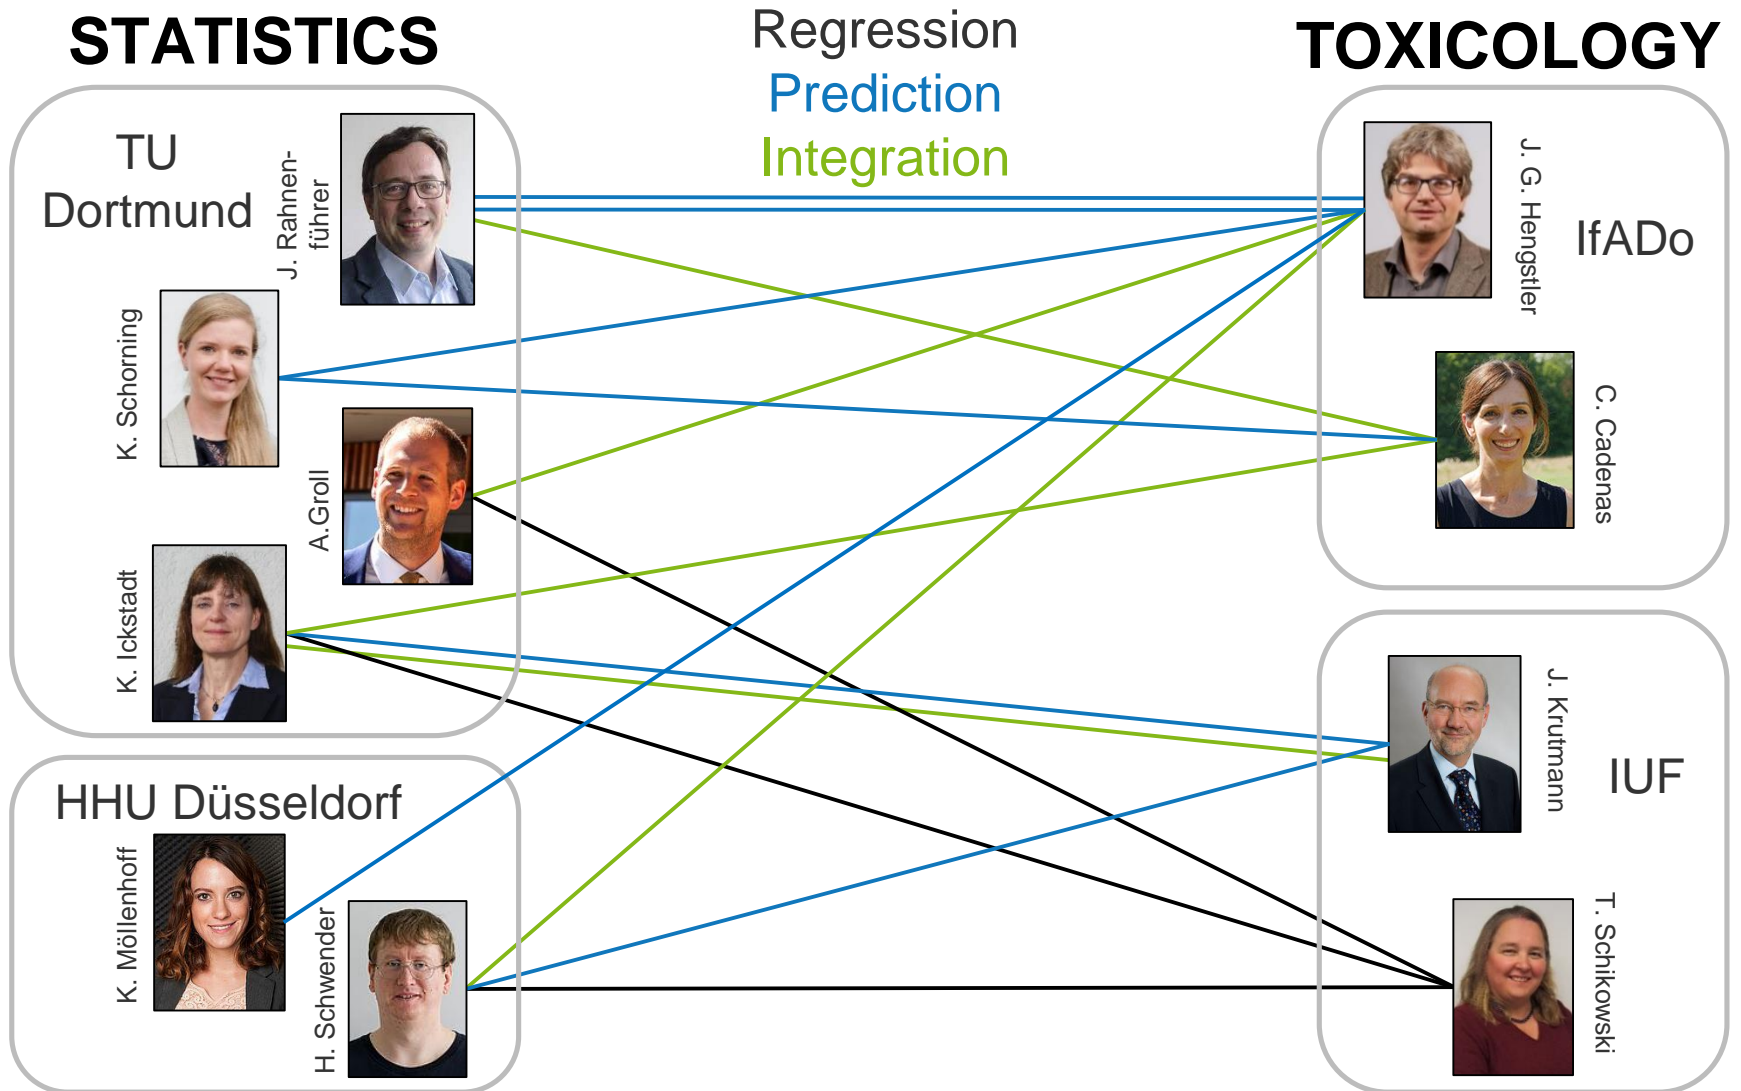 STATISTICS
Regression
Prediction
Integration
TOXICOLOGY
TU
Dortmund
J. Rahnen-
führer
K. Schorning
A.Groll
K. Ickstadt
HHU Düsseldorf
K. Möllenhoff
H. Schwender
J. G. Hengstler
IfADo
C. Cadenas
J. Krutmann
IUF
T. Schikowski